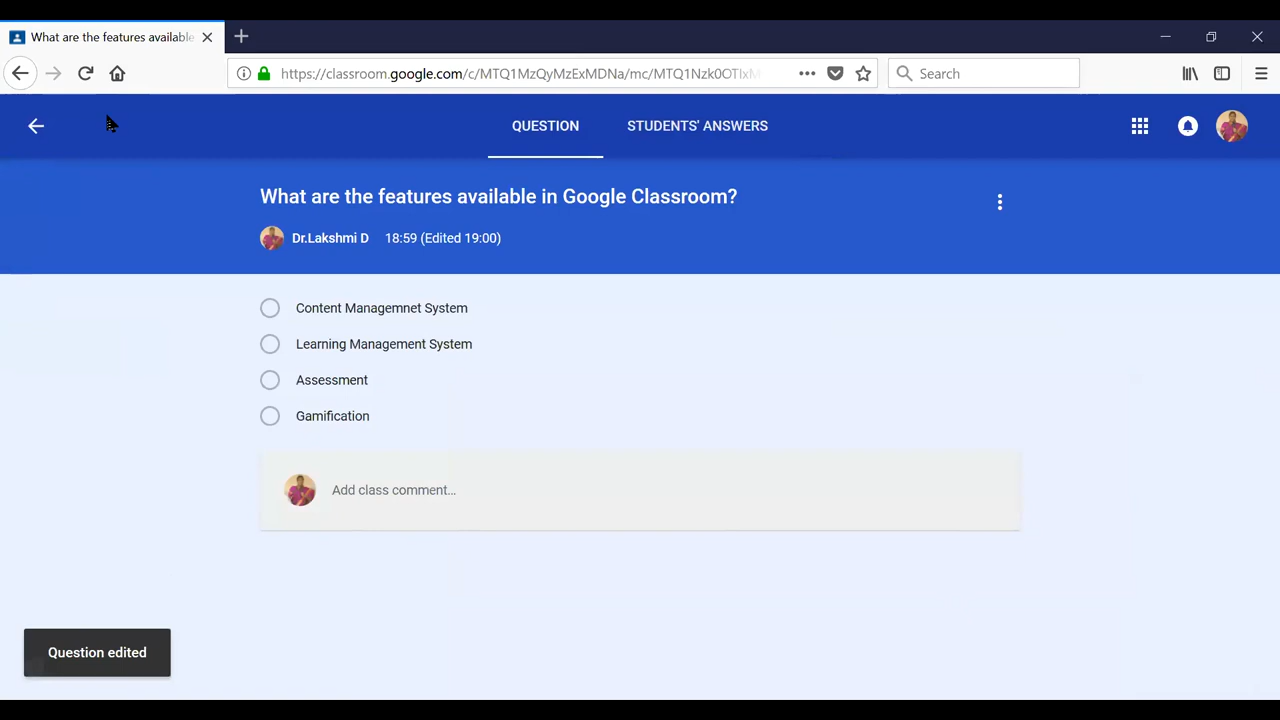 What are the features available
https://classroom.google.com/c/MTQ1MzQyMzExMDNa/mc/MTQ1Nzk0OTIxM
Search
QUESTION
STUDENTS' ANSWERS
What are the features available in Google Classroom?
Dr.Lakshmi D 18:59 (Edited 19:00)
Content Managemnet System
Learning Management System
Assessment
Gamification
Add class comment...
Question edited